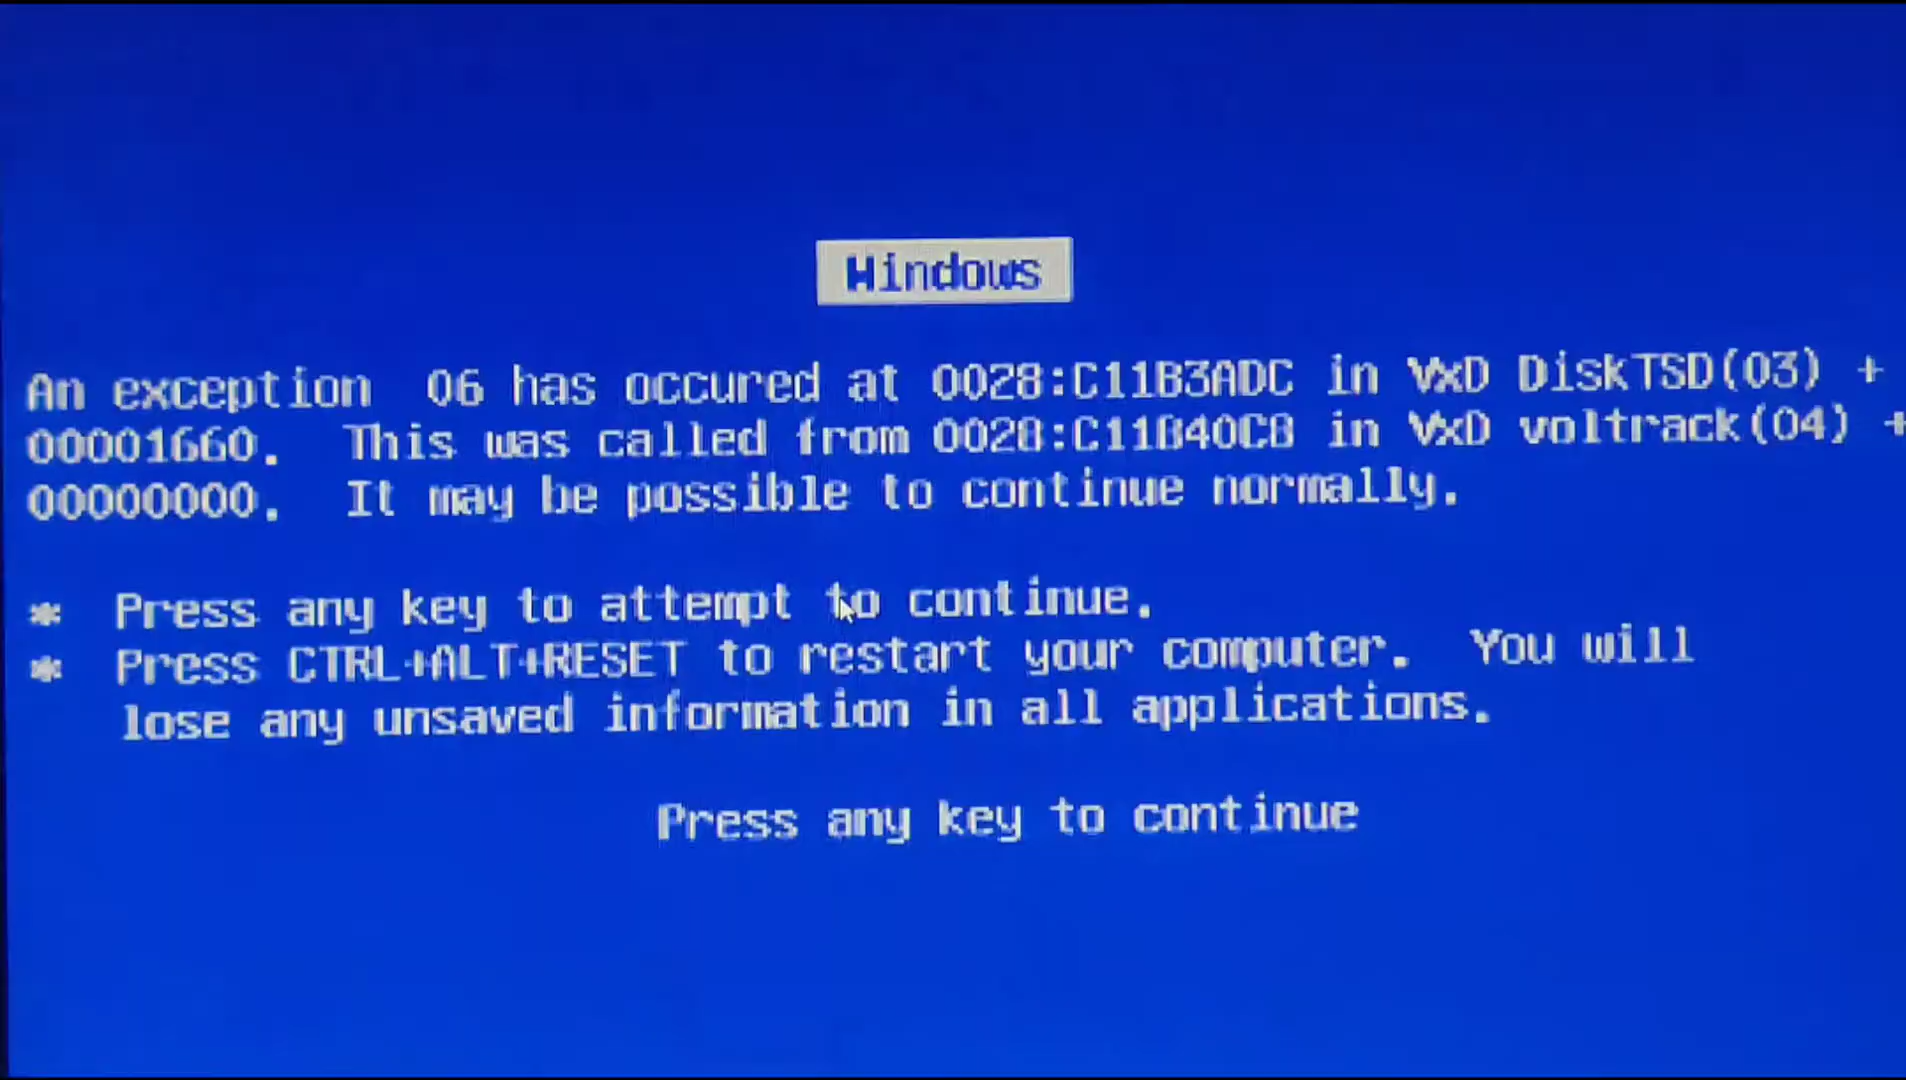 Windows
An exception 06 has occured at 0028:C11B3ADC in VxD DiskTSD(03) +
00001660. This was called from 0028:C11B40C8 in VxD voltrack(04) +
00000000. It may be possible to continue normally.
* Press any key to attempt to continue.
* Press CTRL+ALT+RESET to restart your computer. You will
lose any unsaved information in all applications.
Press any key to continue